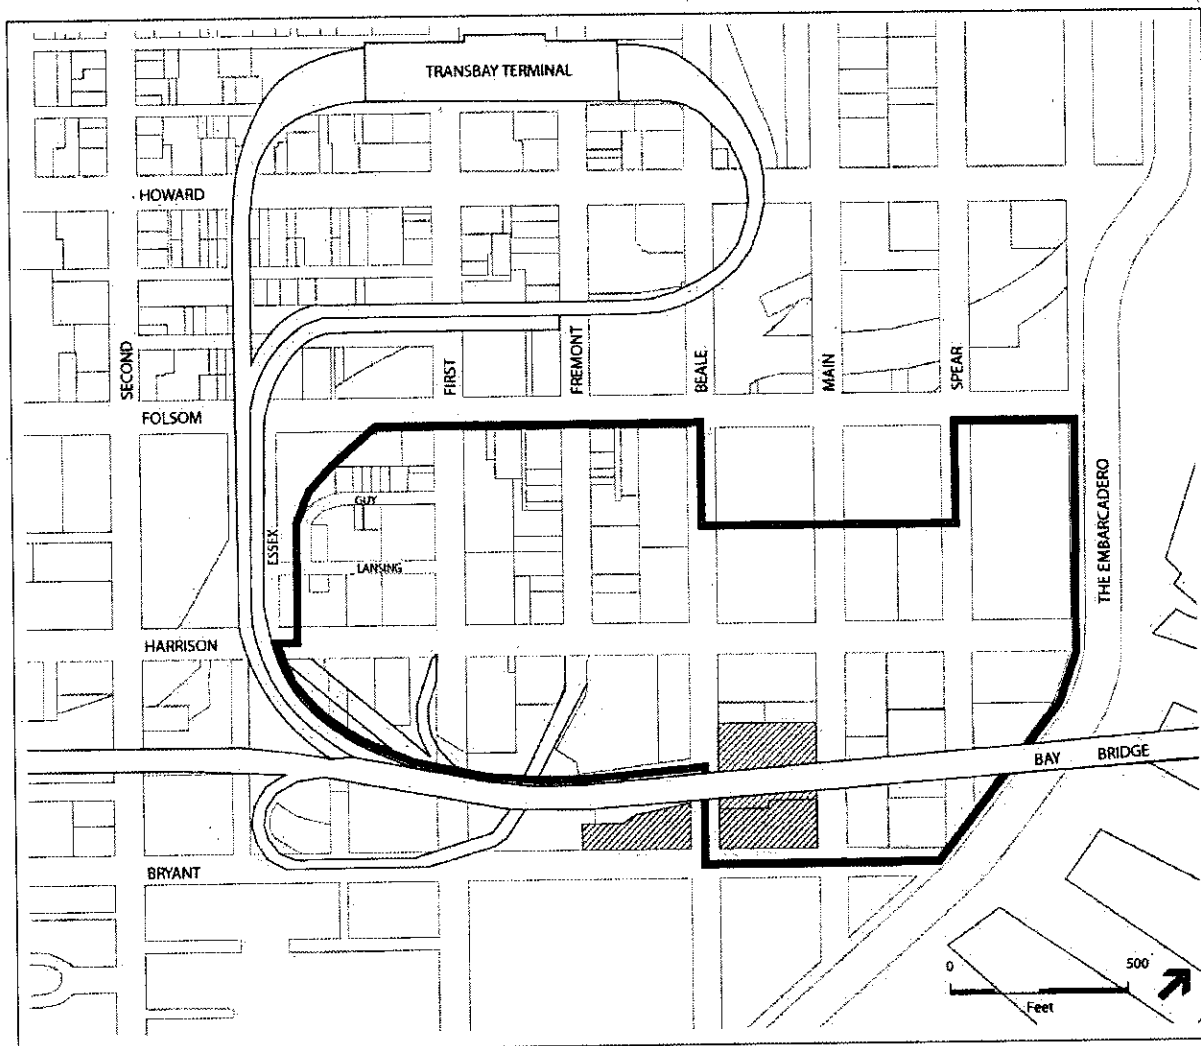 TRANSBAY TERMINAL
HOWARD
SECOND
FIRST
FREMONT
BEALE
MAIN
SPEAR
FOLSOM
GUY
ESSEX
LANSING
THE EMBARCADERO
HARRISON
BAY BRIDGE
BRYANT
0 500
Feet